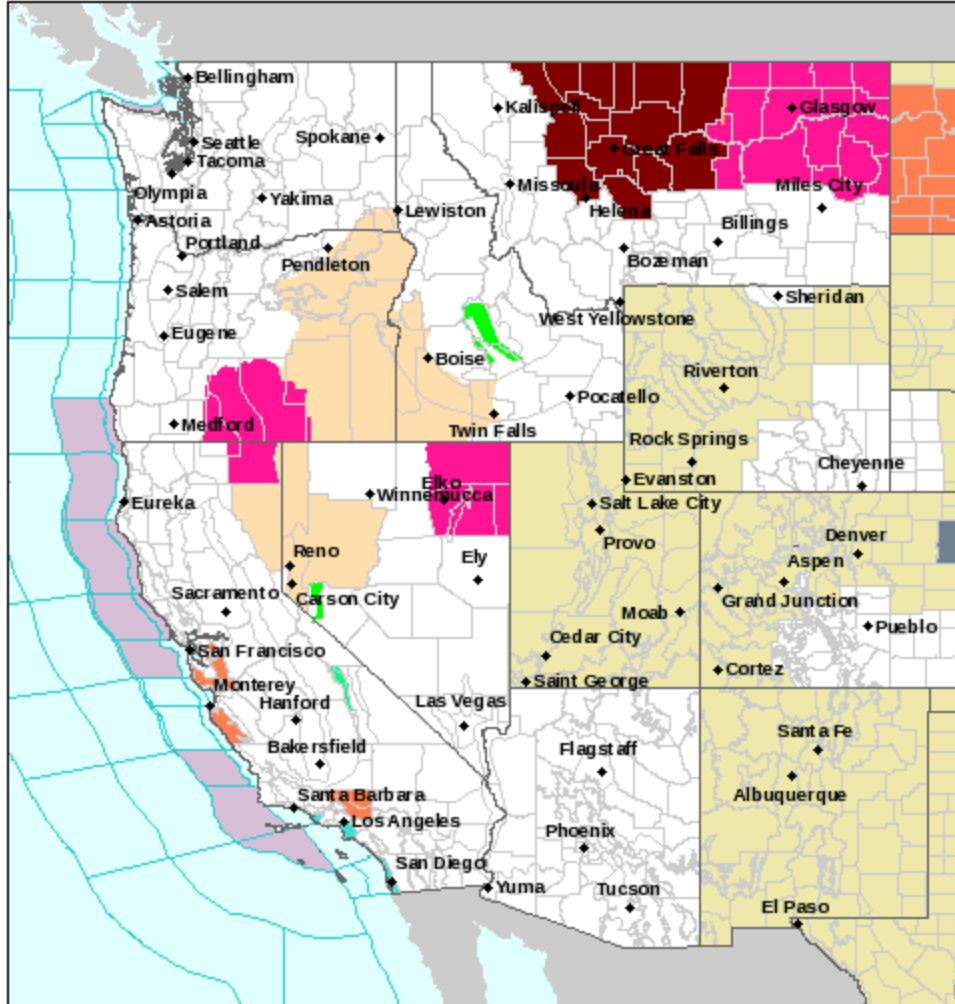 Bellingham
Kalispell
Glasgow
Seattle
Spokane
Great Falls
Tacoma
Olympia
Missoula
Miles City
Yakima
Lewiston
Helena
Astoria
Billings
Portland
Pendleton
Bozeman
Salem
Sheridan
West Yellowstone
Eugene
Boise
Riverton
Pocatello
Medford
Twin Falls
Rock Springs
Cheyenne
Evanston
Elko
Winnemucca
Eureka
Salt Lake City
Denver
Provo
Reno
Ely
Aspen
Sacramento
Carson City
Grand Junction
Moab
Pueblo
Cedar City
San Francisco
Cortez
Saint George
Monterey
Hanford
Las Vegas
Santa Fe
Bakersfield
Flagstaff
Santa Barbara
Albuquerque
Los Angeles
Phoenix
San Diego
Yuma
Tucson
El Paso